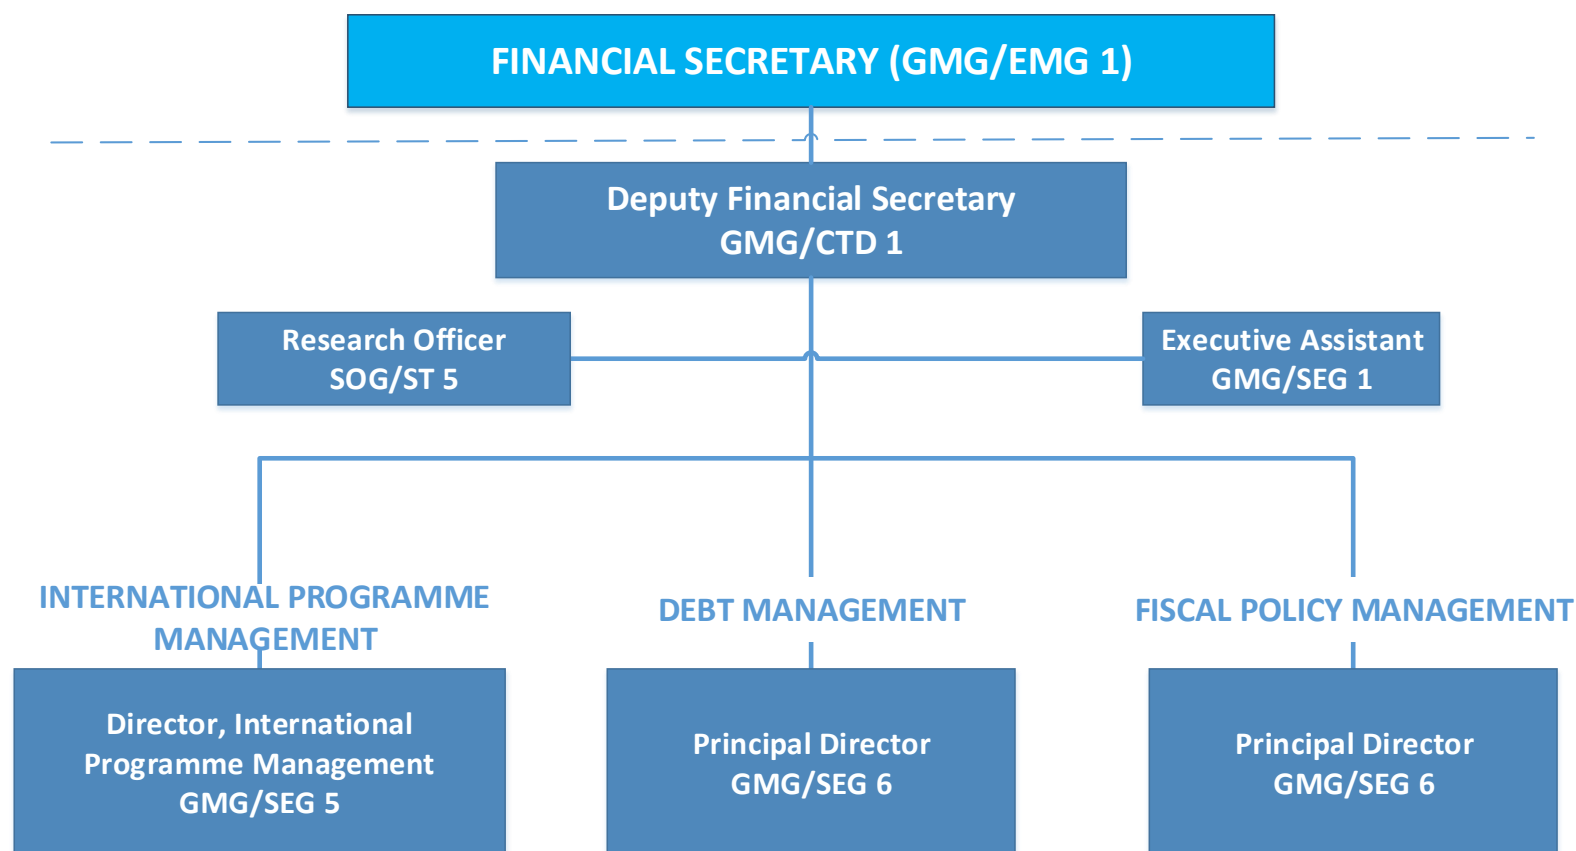 FINANCIAL SECRETARY (GMG/EMG 1)
Deputy Financial Secretary
GMG/CTD 1
Research Officer
SOG/ST 5
Executive Assistant
GMG/SEG 1
INTERNATIONAL PROGRAMME
MANAGEMENT
DEBT MANAGEMENT
FISCAL POLICY MANAGEMENT
Director, International
Programme Management
GMG/SEG 5
Principal Director
GMG/SEG 6
Principal Director
GMG/SEG 6